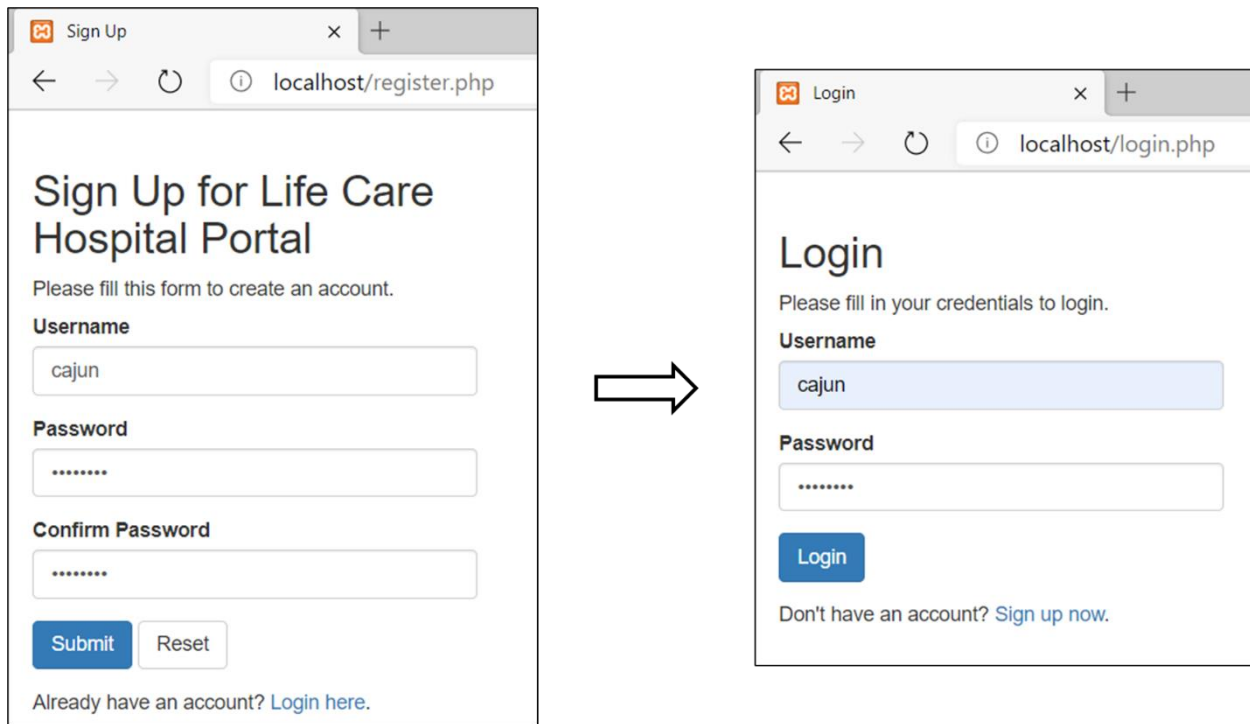 Sign Up
localhost/register.php
Sign Up for Life Care
Hospital Portal
Please fill this form to create an account.
Username
cajun
Password
••••••••
Confirm Password
••••••••
Submit Reset
Already have an account? Login here.
Login
localhost/login.php
Login
Please fill in your credentials to login.
Username
cajun
Password
••••••••
Login
Don't have an account? Sign up now.